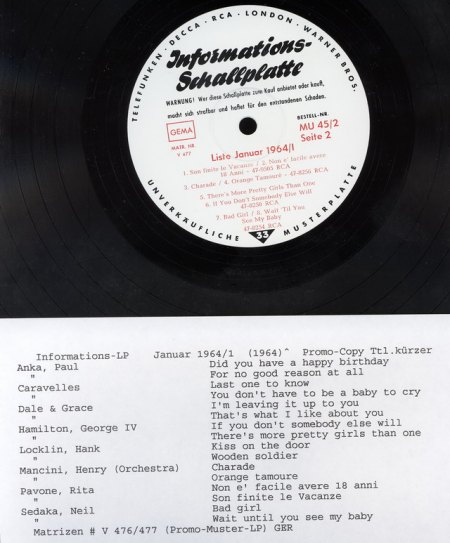 TELEFUNKEN · DECCA · RCA · LONDON · WARNER BROS.
Informations-
Schallplatte
WARNUNG! Wer diese Schallplatte zum Kauf anbietet oder kauft,
macht sich strafbar und haftet für den entstandenen Schaden.
GEMA
MATR. NR
V 477
BESTELL-NR.
MU 45/2
Seite 2
Liste Januar 1964/I
1. Son finite le Vacanze / 2. Non e' facile avere
18 Anni - 47-9503 RCA
3. Charade / 4. Orange Tamouré - 47-8256 RCA
5. There's More Pretty Girls Than One
6. If You Don't Somebody Else Will
47-8250 RCA
7. Bad Girl / 8. Wait 'Til You
See My Baby
47-8254 RCA
33
UNVERKÄUFLICHE MUSTERPLATTE
Informations-LP Januar 1964/1 (1964)^ Promo-Copy Ttl.kürzer
Anka, Paul Did you have a happy birthday
" For no good reason at all
Caravelles Last one to know
" You don't have to be a baby to cry
Dale & Grace I'm leaving it up to you
" That's what I like about you
Hamilton, George IV If you don't somebody else will
" There's more pretty girls than one
Locklin, Hank Kiss on the door
" Wooden soldier
Mancini, Henry (Orchestra) Charade
" Orange tamoure
Pavone, Rita Non e' facile avere 18 anni
" Son finite le Vacanze
Sedaka, Neil Bad girl
" Wait until you see my baby
Matrizen # V 476/477 (Promo-Muster-LP) GER